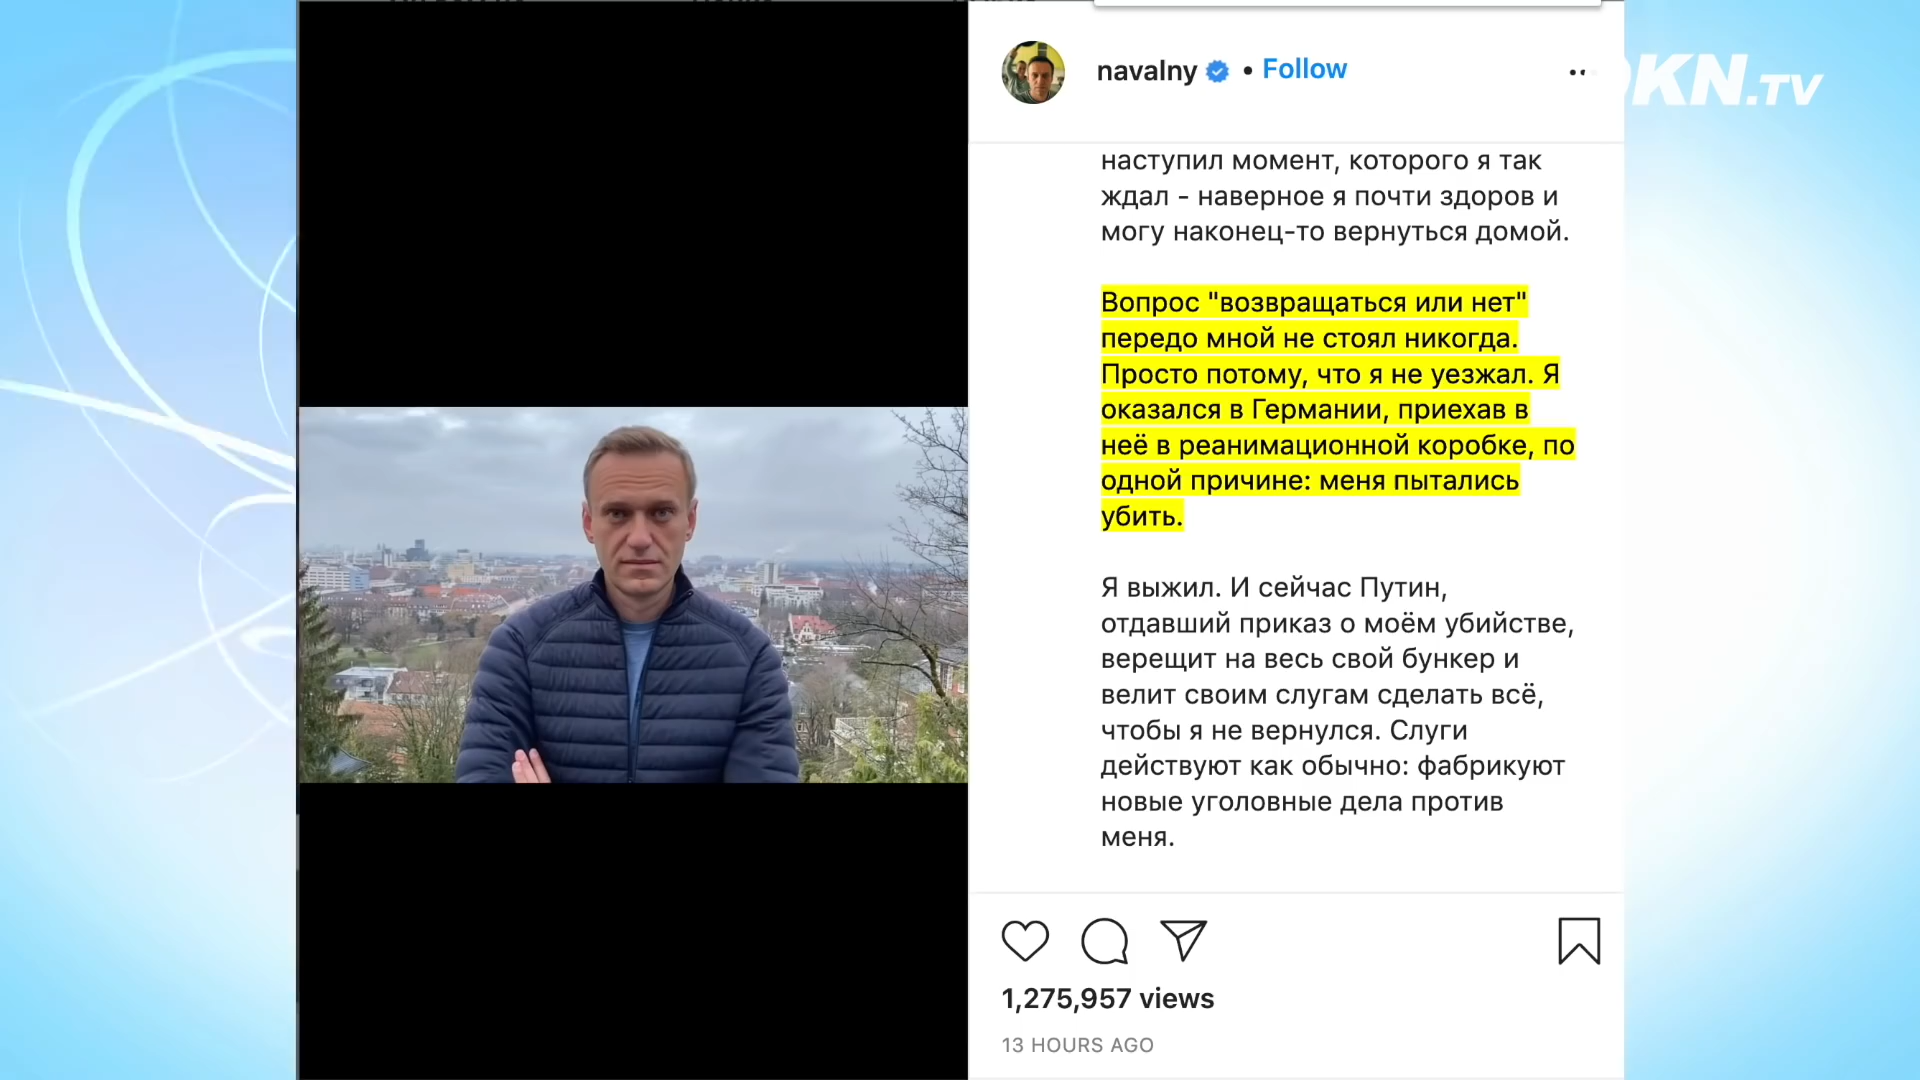 navalny • Follow
KN.TV
наступил момент, которого я так
ждал - наверное я почти здоров и
могу наконец-то вернуться домой.
Вопрос "возвращаться или нет"
передо мной не стоял никогда.
Просто потому, что я не уезжал. Я
оказался в Германии, приехав в
неё в реанимационной коробке, по
одной причине: меня пытались
убить.
Я выжил. И сейчас Путин,
отдавший приказ о моём убийстве,
верещит на весь свой бункер и
велит своим слугам сделать всё,
чтобы я не вернулся. Слуги
действуют как обычно: фабрикуют
новые уголовные дела против
меня.
1,275,957 views
13 HOURS AGO